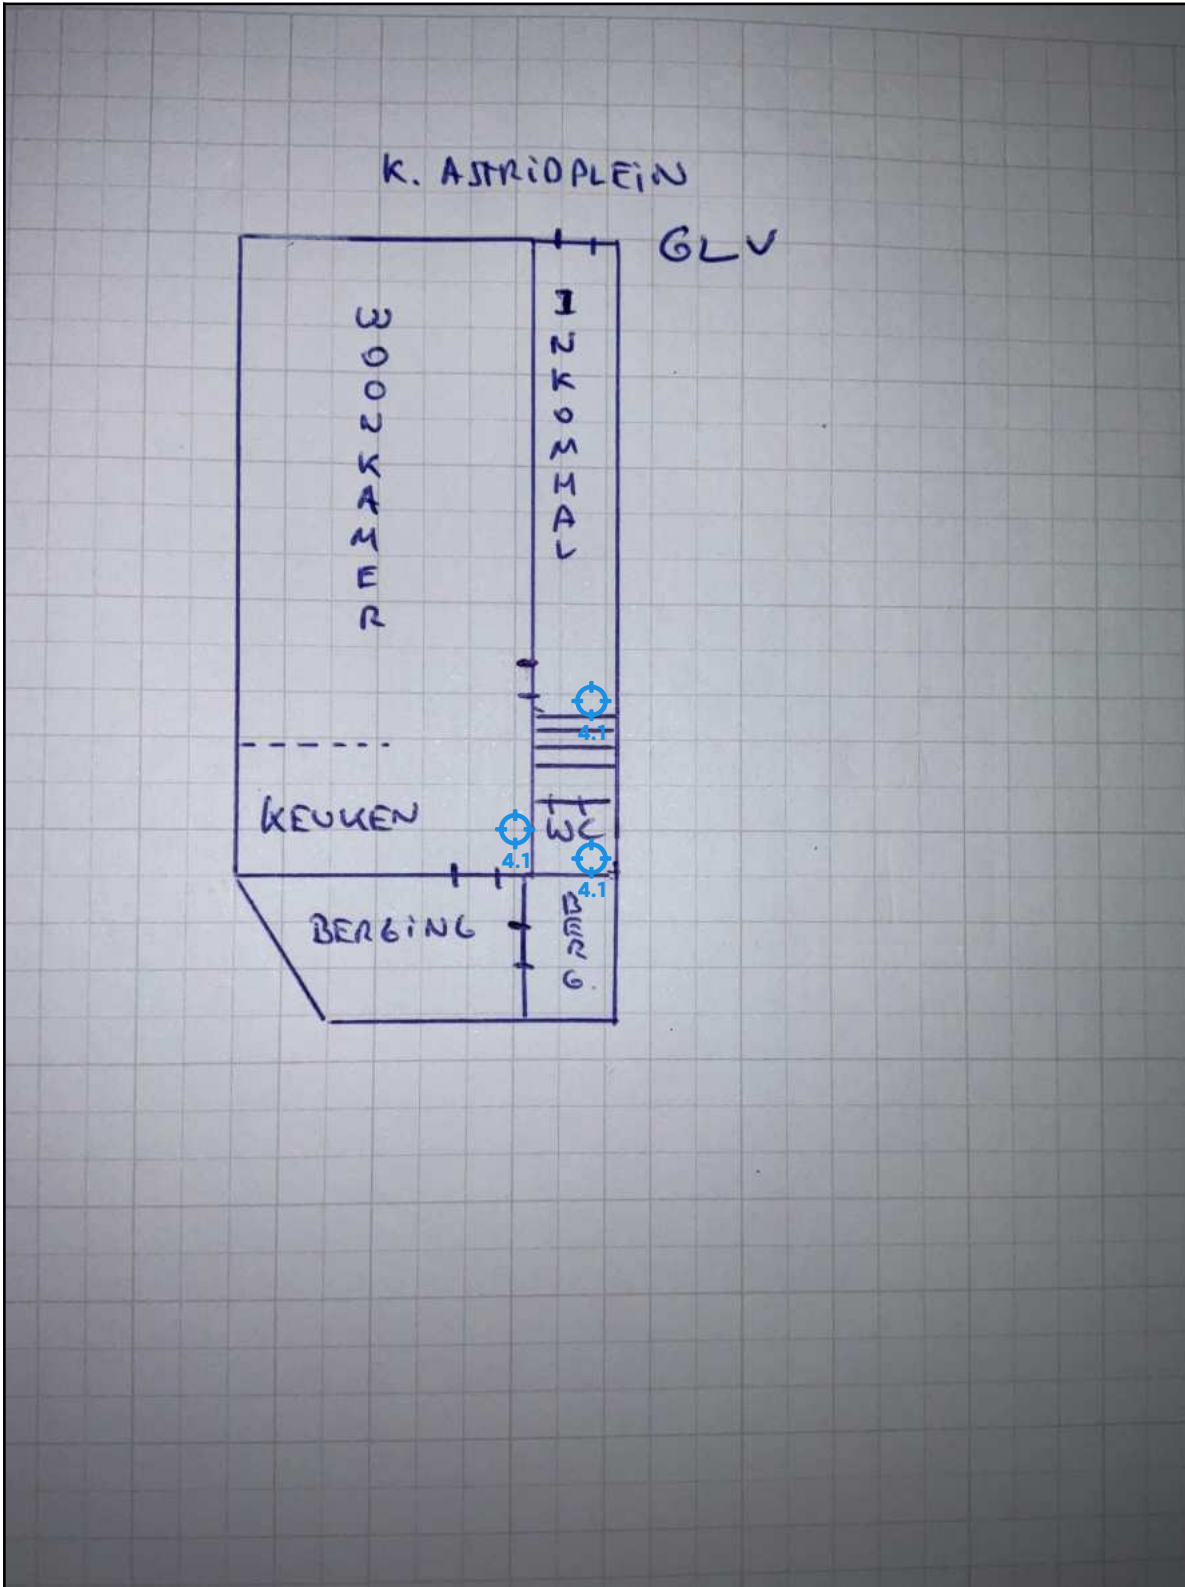 K. ASTRIDPLEIN
GLV
WOONKAMER
INKOMHAL
4.1
KEUKEN
WC
4.1
4.1
BERGING
BERG.